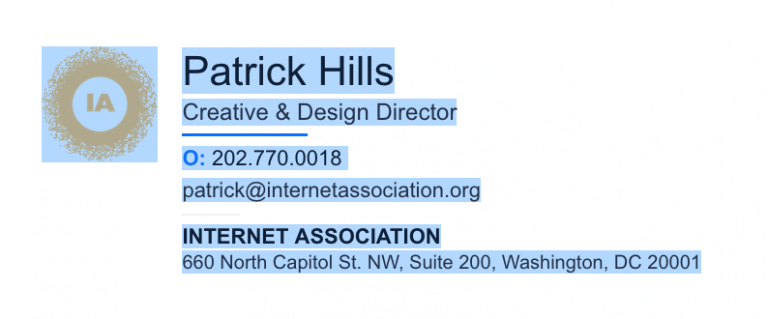 IA
Patrick Hills
Creative & Design Director
O: 202.770.0018
patrick@internetassociation.org
INTERNET ASSOCIATION
660 North Capitol St. NW, Suite 200, Washington, DC 20001